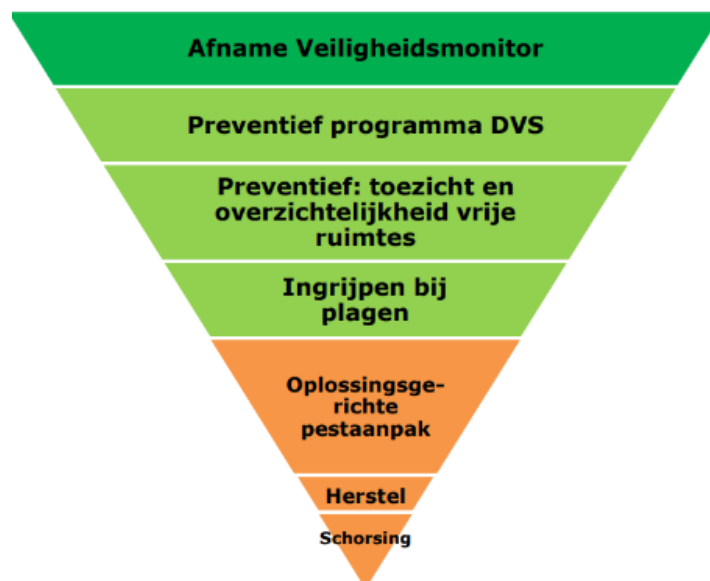 Afname Veiligheidsmonitor
Preventief programma DVS
Preventief: toezicht en
overzichtelijkheid vrije
ruimtes
Ingrijpen bij
plagen
Oplossingsge-
richte
pestaanpak
Herstel
Schorsing